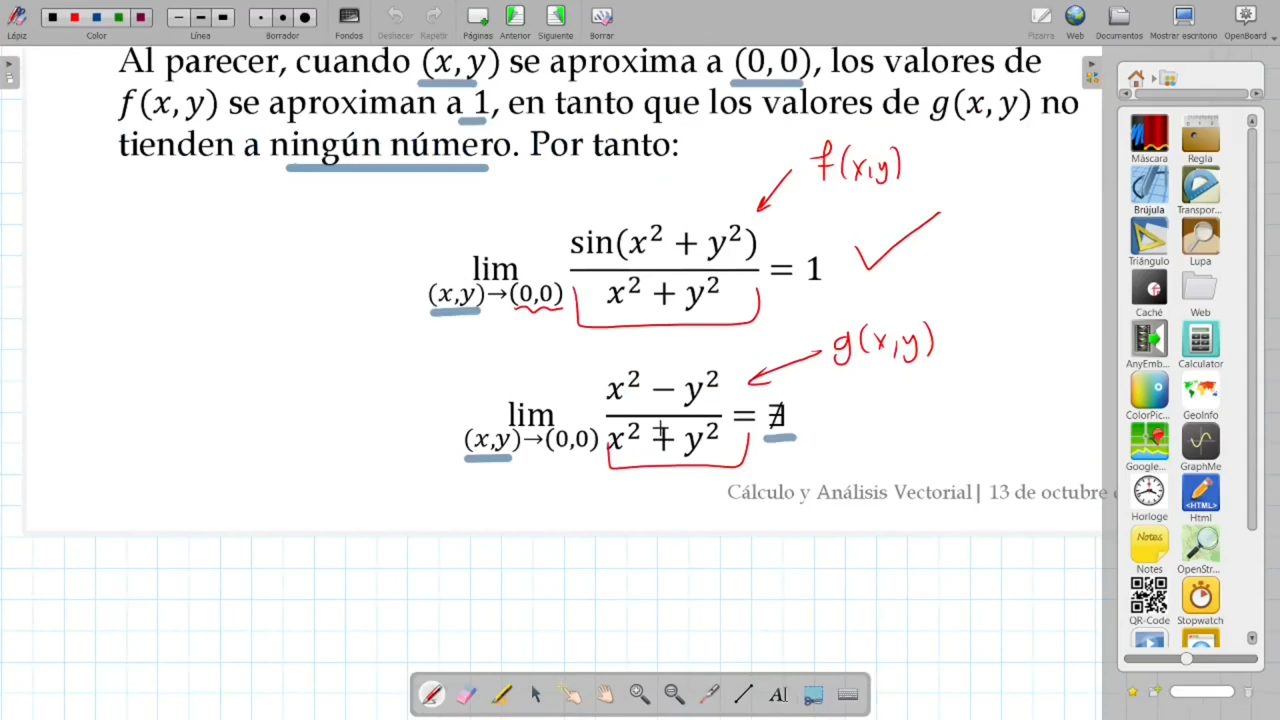 Lápiz Color Línea Borrador Fondos Deshacer Repetir Páginas Anterior Siguiente Borrar Pizarra Web Documentos Mostrar escritorio OpenBoard
Al parecer, cuando (x, y) se aproxima a (0, 0), los valores de
f(x, y) se aproximan a 1, en tanto que los valores de g(x, y) no
tienden a ningún número. Por tanto:
f(x,y)
lim (x,y)→(0,0) sin(x² + y²) / x² + y² = 1
g(x,y)
lim (x,y)→(0,0) x² − y² / x² + y² = ∄
Cálculo y Análisis Vectorial| 13 de octubre
Máscara Regla
Brújula Transpor...
Triángulo Lupa
Caché Web
AnyEmb... Calculator
ColorPic... GeoInfo
Google... GraphMe
Horloge Html
<HTML>
Notes
Notes OpenStr...
QR-Code Stopwatch
AI